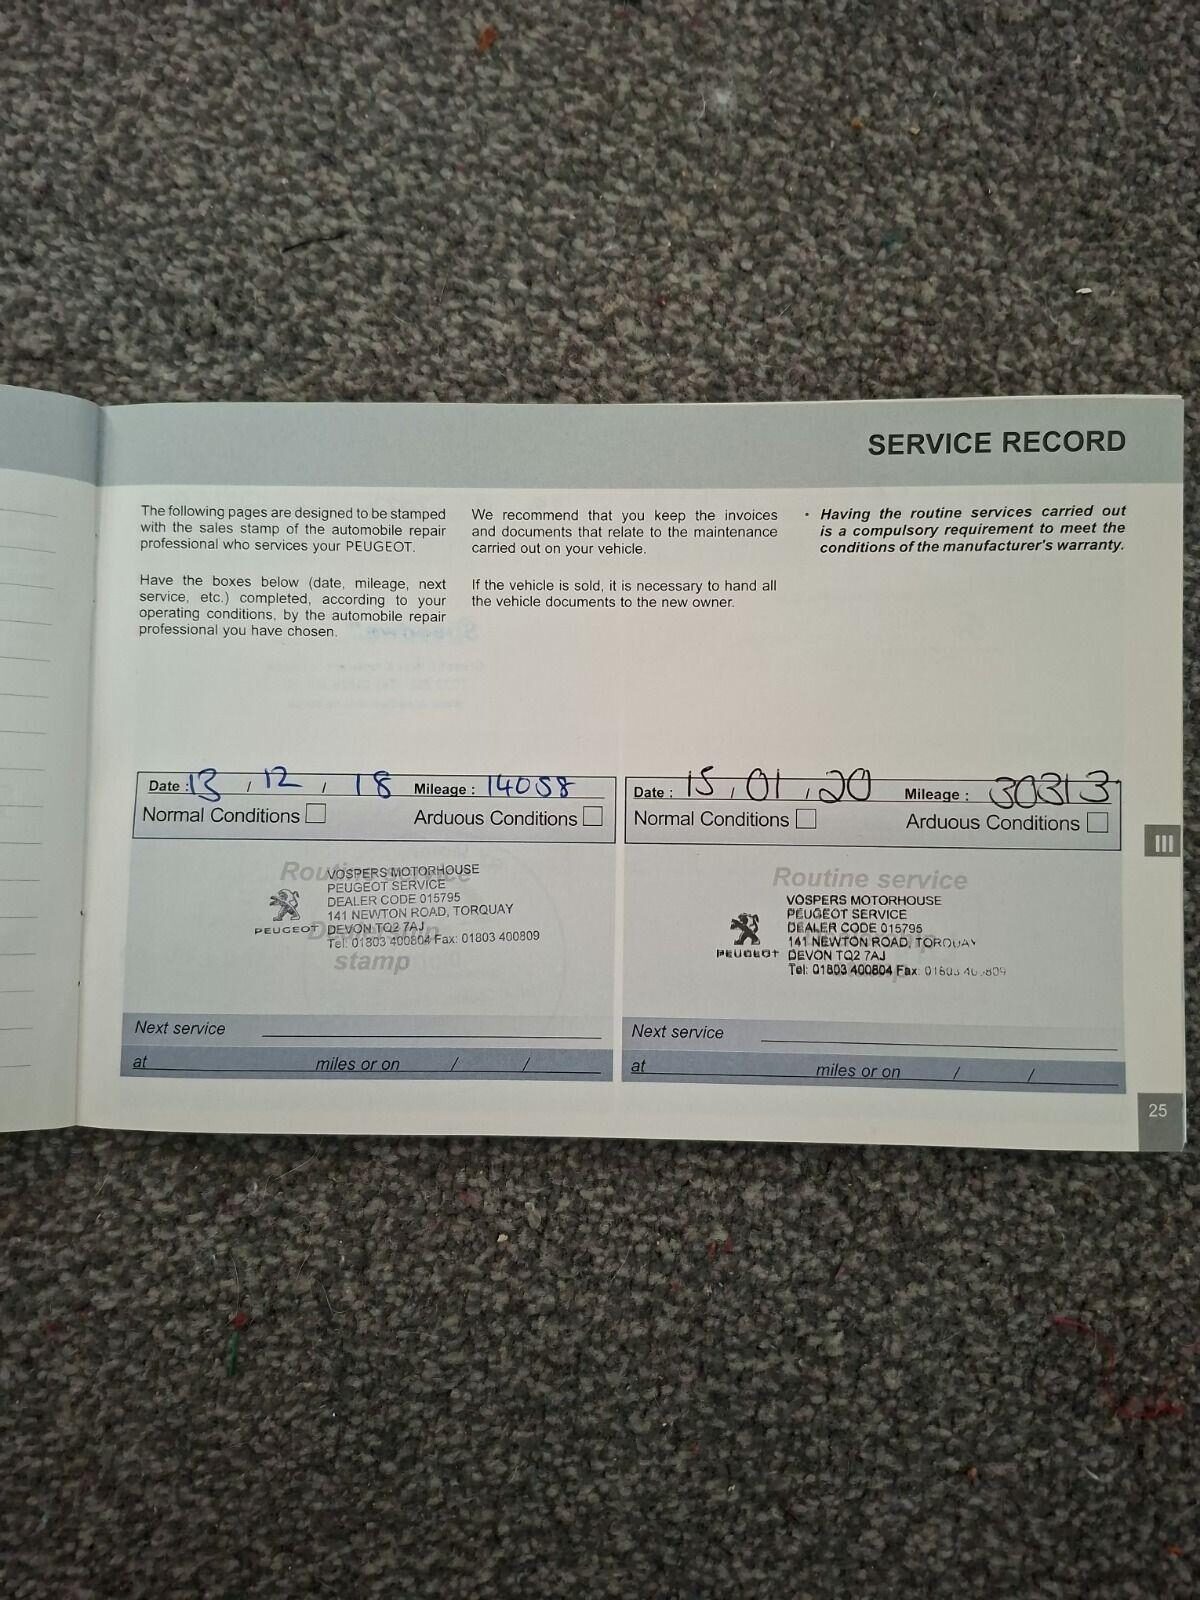 SERVICE RECORD
The following pages are designed to be stamped
with the sales stamp of the automobile repair
professional who services your PEUGEOT.
Have the boxes below (date, mileage, next
service, etc.) completed, according to your
operating conditions, by the automobile repair
professional you have chosen.
We recommend that you keep the invoices
and documents that relate to the maintenance
carried out on your vehicle.
If the vehicle is sold, it is necessary to hand all
the vehicle documents to the new owner.
• Having the routine services carried out
is a compulsory requirement to meet the
conditions of the manufacturer's warranty.
Date : 13 / 12 / 18 Mileage : 14058
Normal Conditions Arduous Conditions
Routine service
Dealership
stamp
VOSPERS MOTORHOUSE
PEUGEOT SERVICE
DEALER CODE 015795
141 NEWTON ROAD, TORQUAY
PEUGEOT DEVON TQ2 7AJ
Tel: 01803 400804 Fax: 01803 400809
Next service
at miles or on / /
Date : 15 / 01 / 20 Mileage : 30313
Normal Conditions Arduous Conditions
Routine service
VOSPERS MOTORHOUSE
PEUGEOT SERVICE
DEALER CODE 015795
141 NEWTON ROAD, TORQUAY
PEUGEOT DEVON TQ2 7AJ
Tel: 01803 400804 Fax 01803 400809
Next service
at miles or on / /
III
25